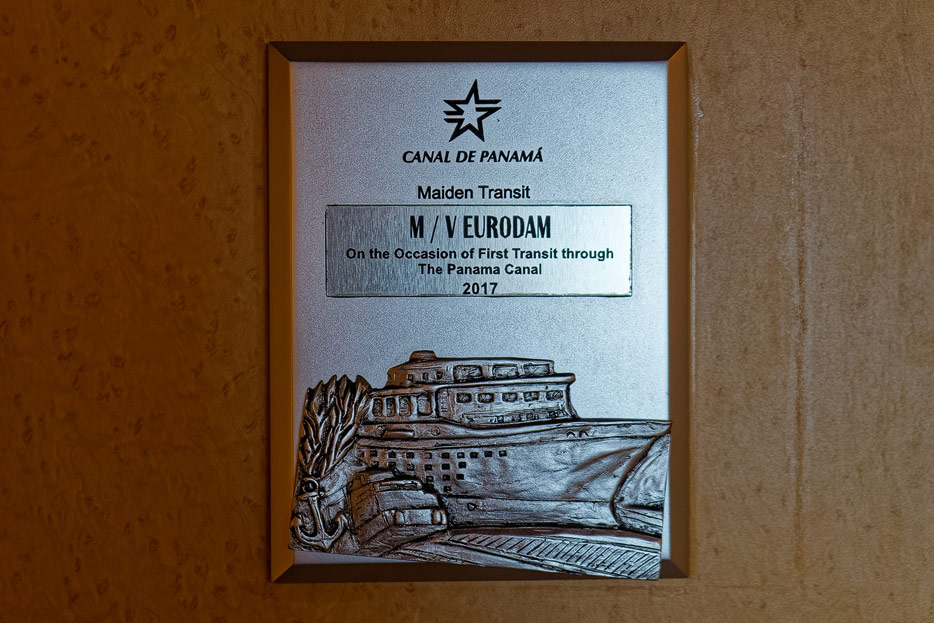 CANAL DE PANAMÁ
Maiden Transit
M / V EURODAM
On the Occasion of First Transit through
The Panama Canal
2017